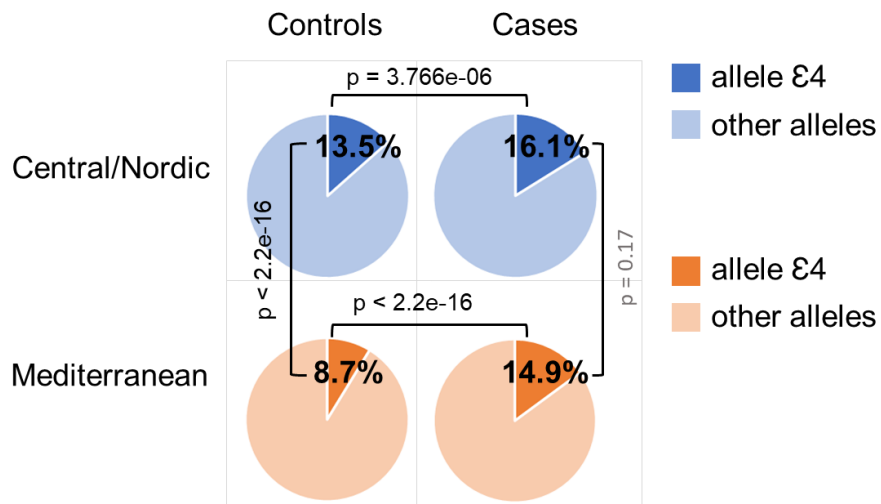 Controls
Cases
p = 3.766e-06
allele Ɛ4
other alleles
Central/Nordic
13.5%
16.1%
p < 2.2e-16
p = 0.17
allele Ɛ4
other alleles
p < 2.2e-16
Mediterranean
8.7%
14.9%